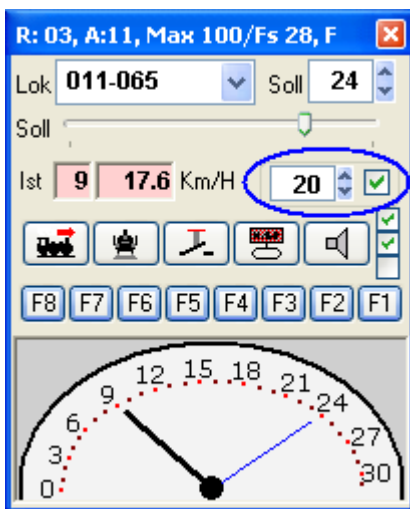 R: 03, A:11, Max 100/Fs 28, F
Lok 011-065 Soll 24
Soll
Ist 9 17.6 Km/H 20
F8 F7 F6 F5 F4 F3 F2 F1
0 3 6 9 12 15 18 21 24 27 30